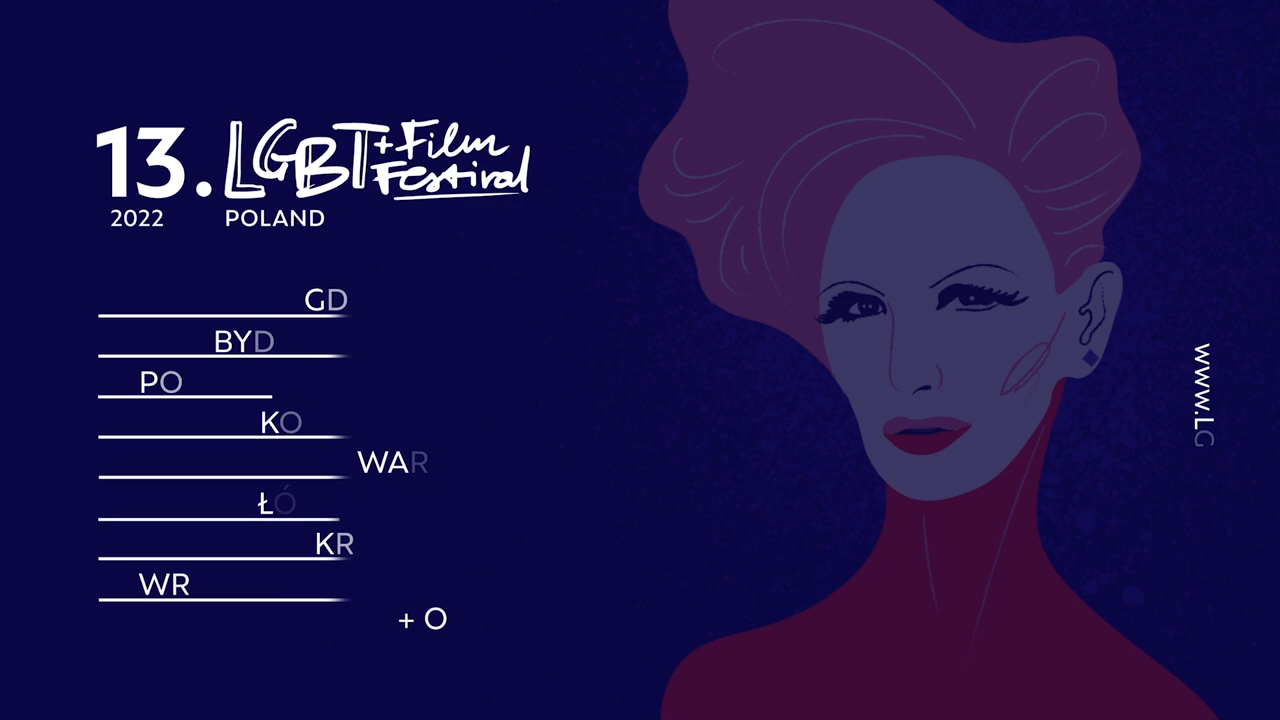 13. LGBT+ Film Festival
2022 POLAND
GD
BYD
PO
KO
WAR
ŁÓ
KR
WR
+ O
WWW.LG